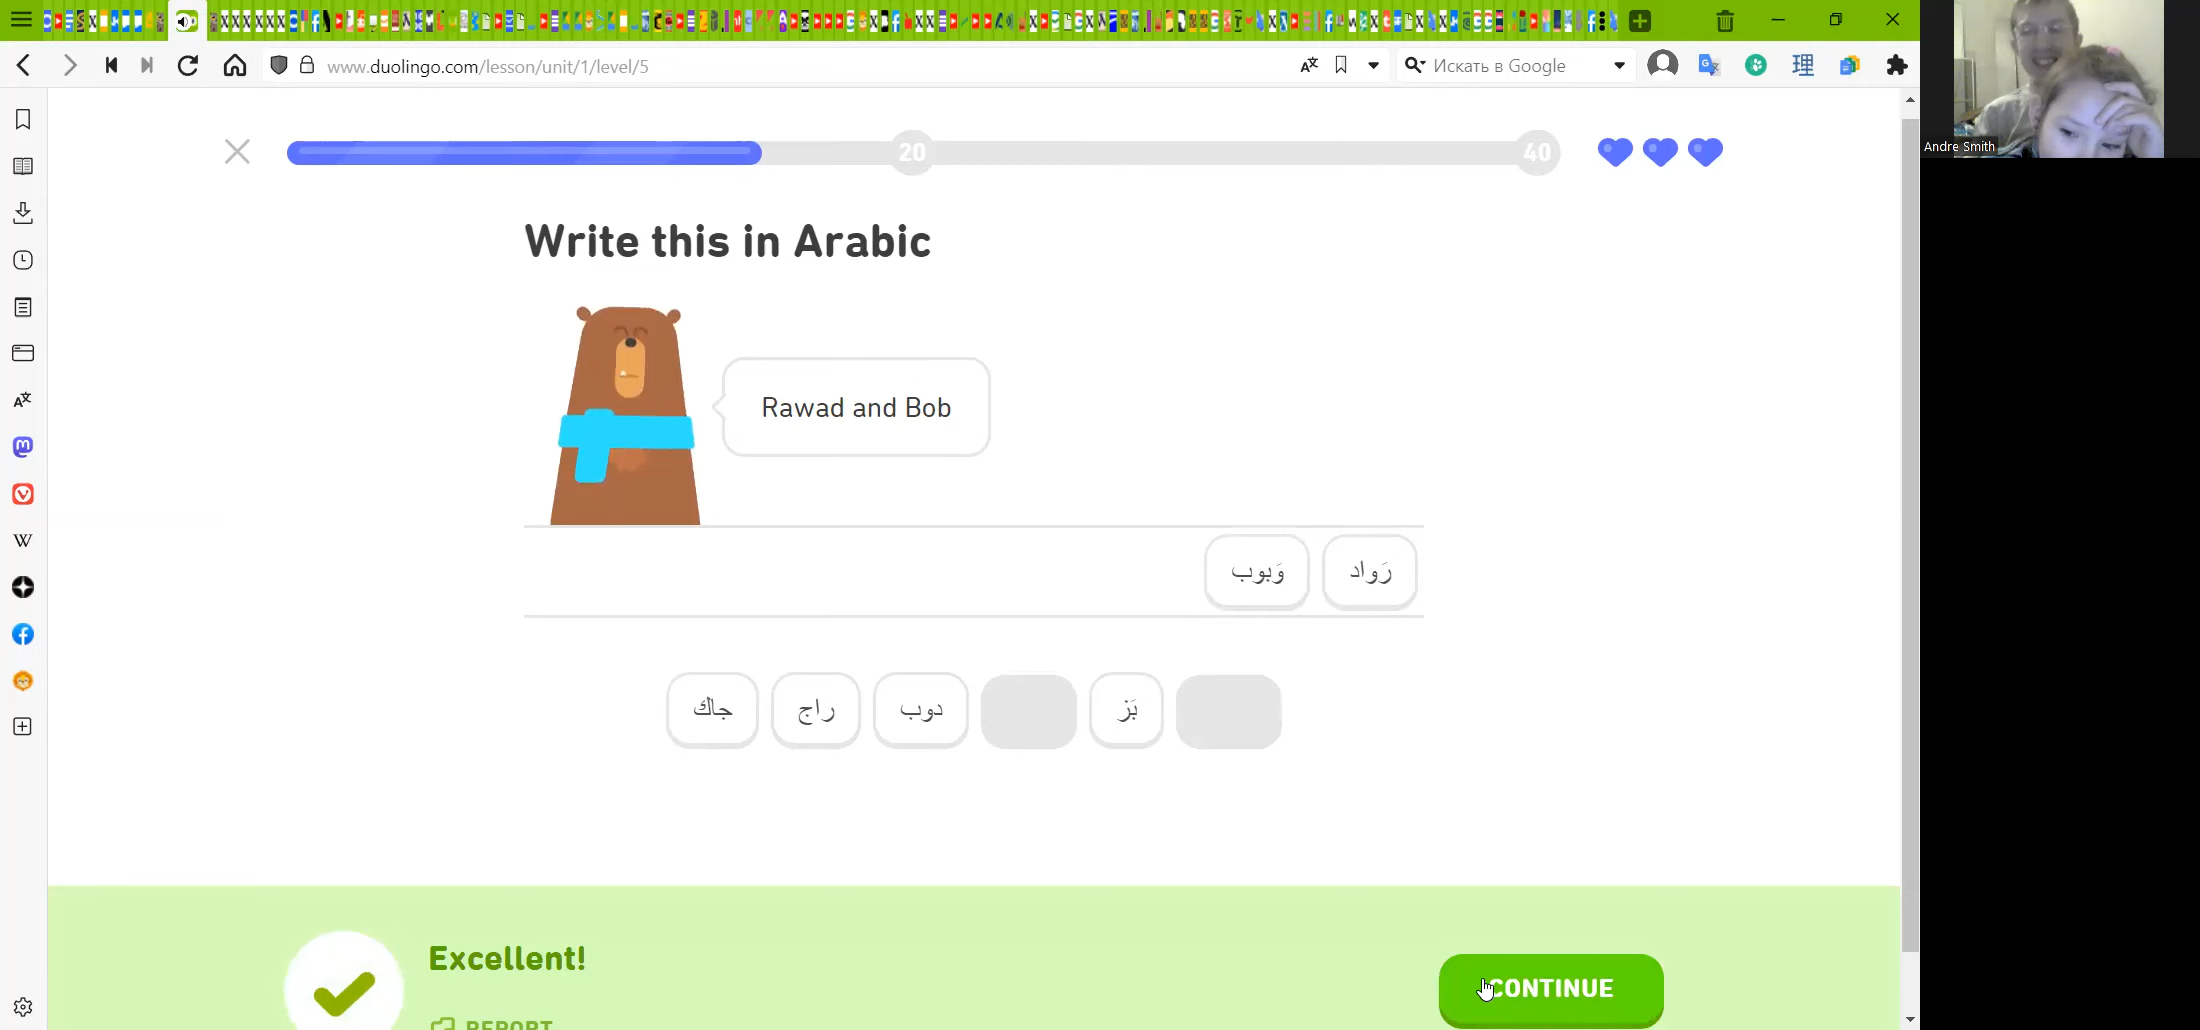 www.duolingo.com/lesson/unit/1/level/5
Искать в Google
Andre Smith
20
40
Write this in Arabic
Rawad and Bob
رَواد وَبوب
جاك راج دوب بَز
Excellent!
CONTINUE
REPORT